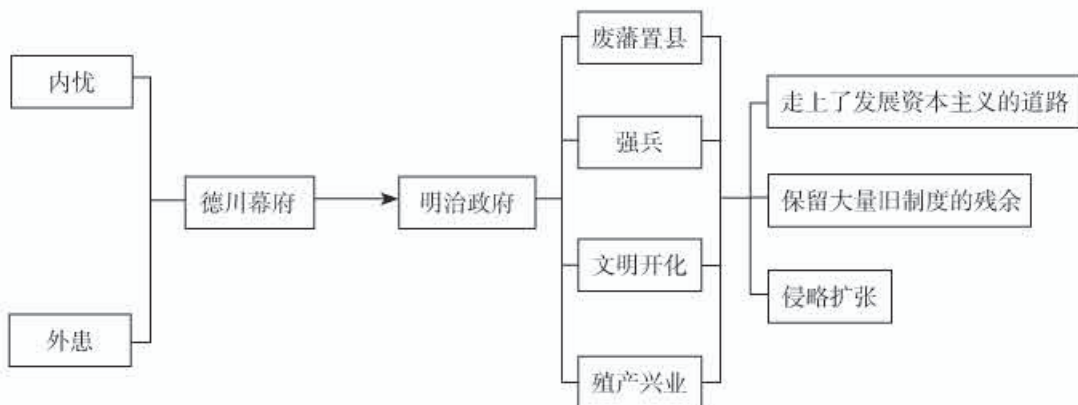 内忧
外患
德川幕府
明治政府
废藩置县
强兵
文明开化
殖产兴业
走上了发展资本主义的道路
保留大量旧制度的残余
侵略扩张